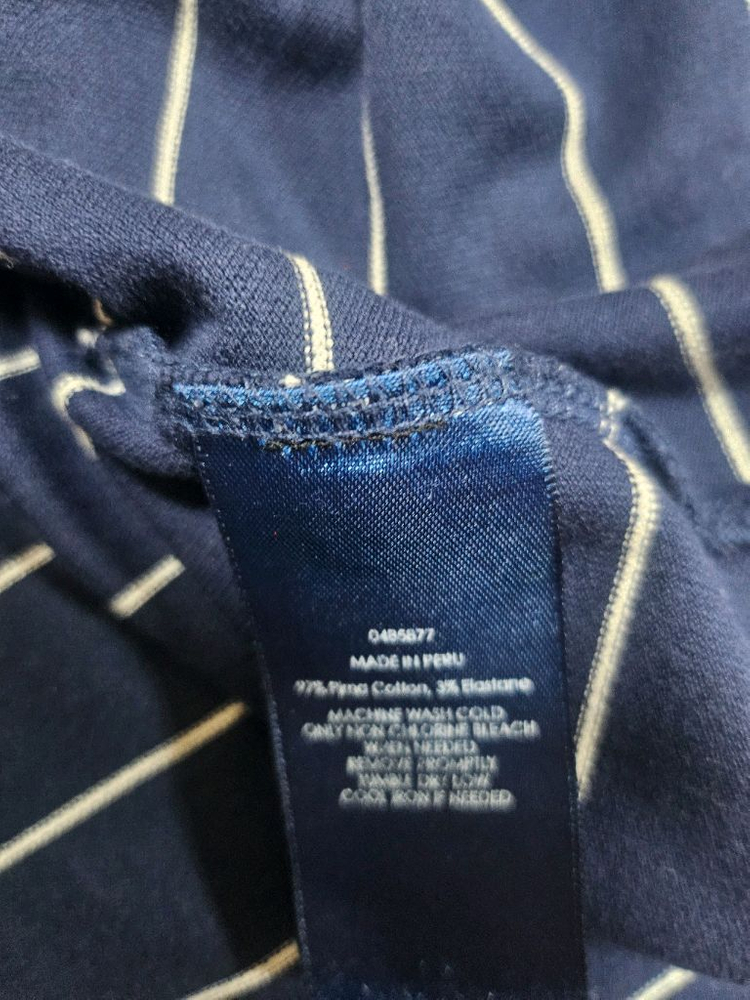 04B5877
MADE IN PERU
97% Pima Cotton, 3% Elastane
MACHINE WASH COLD
ONLY NON CHLORINE BLEACH
WHEN NEEDED
REMOVE PROMPTLY
TUMBLE DRY LOW
COOL IRON IF NEEDED